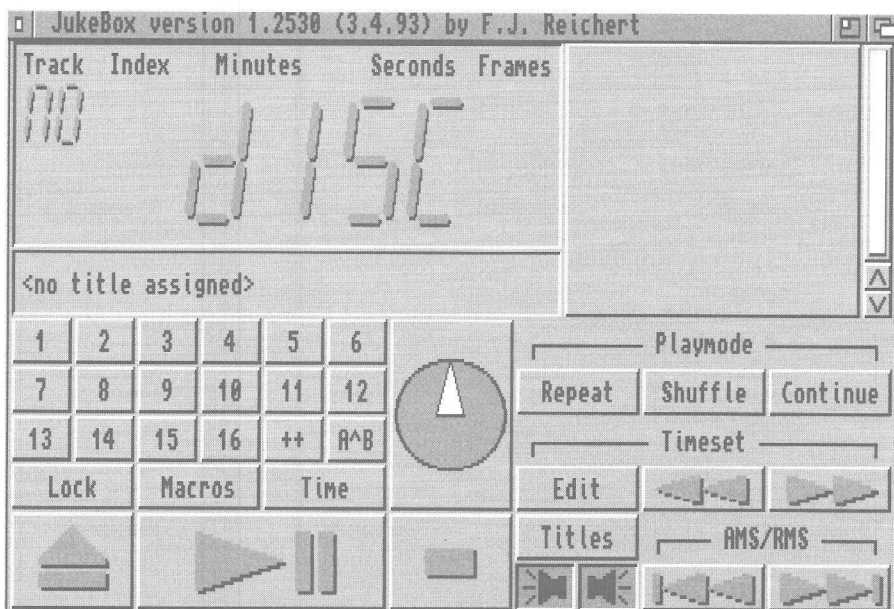 JukeBox version 1.2530 (3.4.93) by F.J. Reichert
Track Index Minutes Seconds Frames
no
dISC
<no title assigned>
1 2 3 4 5 6
7 8 9 10 11 12
13 14 15 16 ++ A^B
Lock Macros Time
Playmode
Repeat Shuffle Continue
Timeset
Edit
Titles
AMS/RMS